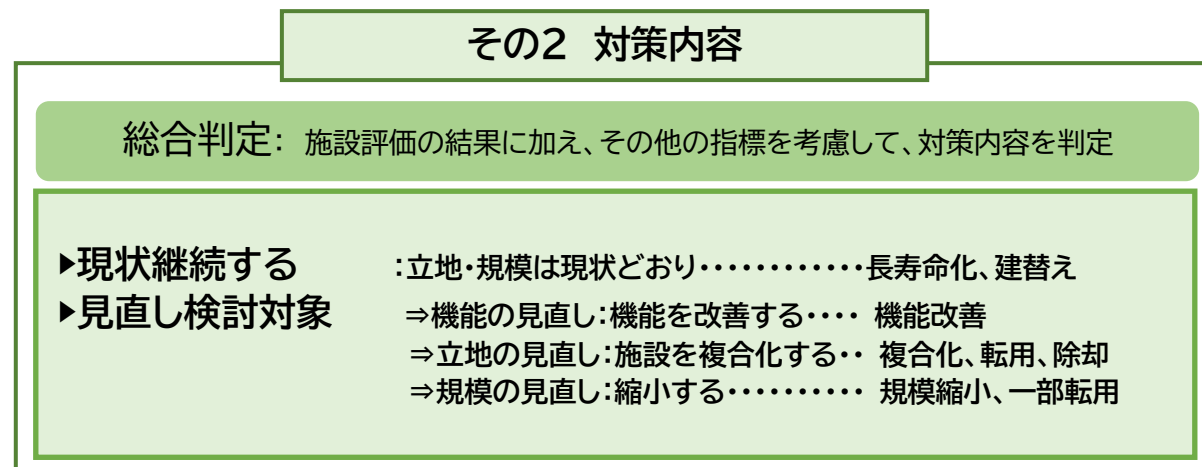 その2 対策内容
総合判定: 施設評価の結果に加え、その他の指標を考慮して、対策内容を判定
▶現状継続する :立地・規模は現状どおり・・・・・・・・・・・・長寿命化、建替え
▶見直し検討対象 ⇒機能の見直し:機能を改善する・・・・ 機能改善
⇒立地の見直し:施設を複合化する・・ 複合化、転用、除却
⇒規模の見直し:縮小する・・・・・・・・・・ 規模縮小、一部転用